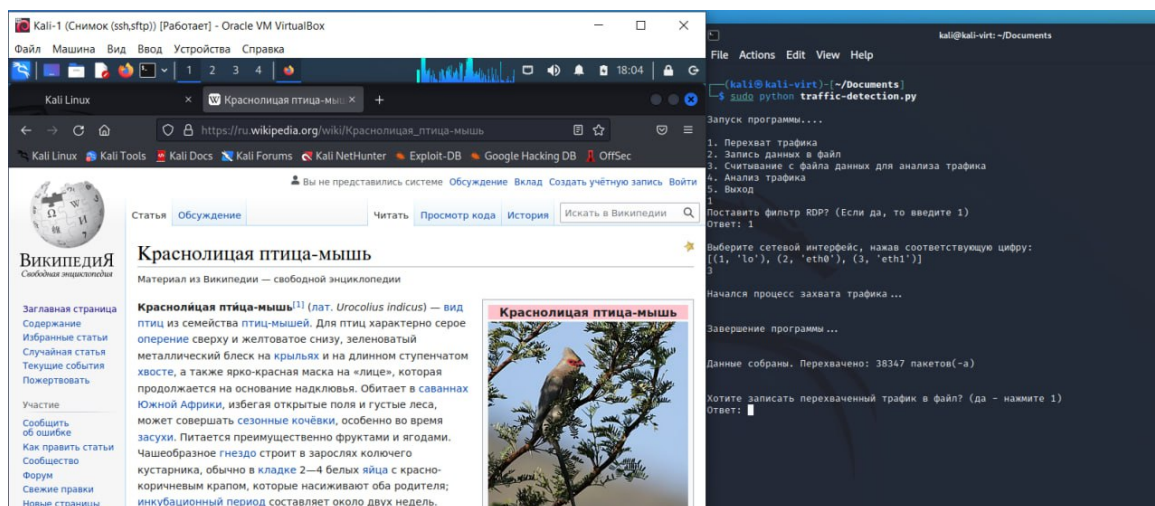 Kali-1 (Снимок (ssh,sftp)) [Работает] - Oracle VM VirtualBox
Файл Машина Вид Ввод Устройства Справка
1 2 3 4
18:04
Kali Linux
Краснолицая птица-мыш
https://ru.wikipedia.org/wiki/Краснолицая_птица-мышь
Kali Linux Kali Tools Kali Docs Kali Forums Kali NetHunter Exploit-DB Google Hacking DB OffSec
Вы не представились системе Обсуждение Вклад Создать учётную запись Войти
Статья Обсуждение Читать Просмотр кода История Искать в Википедии
ВИКИПЕДИЯ
Свободная энциклопедия
Заглавная страница
Содержание
Избранные статьи
Случайная статья
Текущие события
Пожертвовать
Участие
Сообщить
об ошибке
Как править статьи
Сообщество
Форум
Свежие правки
Новые страницы
Краснолицая птица-мышь
Материал из Википедии — свободной энциклопедии
Краснолицая пти́ца-мышь[1] (лат. Urocolius indicus) — вид
птиц из семейства птиц-мышей. Для птиц характерно серое
оперение сверху и желтоватое снизу, зеленоватый
металлический блеск на крыльях и на длинном ступенчатом
хвосте, а также ярко-красная маска на «лице», которая
продолжается на основание надклювья. Обитает в саваннах
Южной Африки, избегая открытые поля и густые леса,
может совершать сезонные кочёвки, особенно во время
засухи. Питается преимущественно фруктами и ягодами.
Чашеобразное гнездо строит в зарослях колючего
кустарника, обычно в кладке 2—4 белых яйца с красно-
коричневым крапом, которые насиживают оба родителя;
инкубационный период составляет около двух недель.
Краснолицая птица-мышь
kali@kali-virt: ~/Documents
File Actions Edit View Help
(kali㉿kali-virt)-[~/Documents]
$ sudo python traffic-detection.py
Запуск программы....
1. Перехват трафика
2. Запись данных в файл
3. Считывание с файла данных для анализа трафика
4. Анализ трафика
5. Выход
1
Поставить фильтр RDP? (Если да, то введите 1)
Ответ: 1
Выберите сетевой интерфейс, нажав соответствующую цифру:
[(1, 'lo'), (2, 'eth0'), (3, 'eth1')]
3
Начался процесс захвата трафика...
Завершение программы...
Данные собраны. Перехвачено: 38347 пакетов(-а)
Хотите записать перехваченный трафик в файл? (да - нажмите 1)
Ответ: